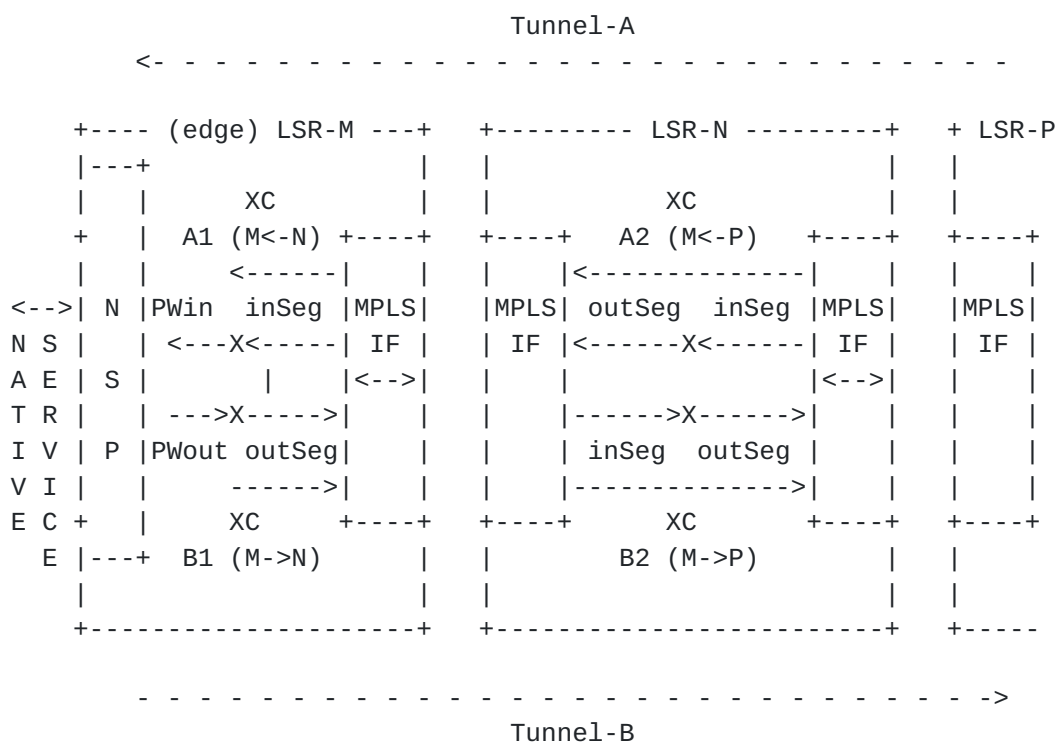 Tunnel-A
        <- - - - - - - - - - - - - - - - - - - - - - - - - - - -

    +---- (edge) LSR-M ---+   +--------- LSR-N ---------+   + LSR-P
    |---+                 |   |                         |   |
    |   |      XC         |   |           XC            |   |
    +   |  A1 (M<-N) +----+   +----+   A2 (M<-P)   +----+   +----+
    |   |     <------|    |   |    |<--------------|    |   |    |
<-->| N |PWin  inSeg |MPLS|   |MPLS| outSeg  inSeg |MPLS|   |MPLS|
N S |   | <---X<-----| IF |   | IF |<------X<------| IF |   | IF |
A E | S |       |    |<-->|   |    |               |<-->|   |    |
T R |   | --->X----->|    |   |    |------>X------>|    |   |    |
I V | P |PWout outSeg|    |   |    | inSeg  outSeg |    |   |    |
V I |   |     ------>|    |   |    |-------------->|    |   |    |
E C +   |     XC     +----+   +----+      XC       +----+   +----+
  E |---+  B1 (M->N)      |   |        B2 (M->P)        |   |
    |                     |   |                         |   |
    +---------------------+   +-------------------------+   +-----

        - - - - - - - - - - - - - - - - - - - - - - - - - - - ->
                                Tunnel-B